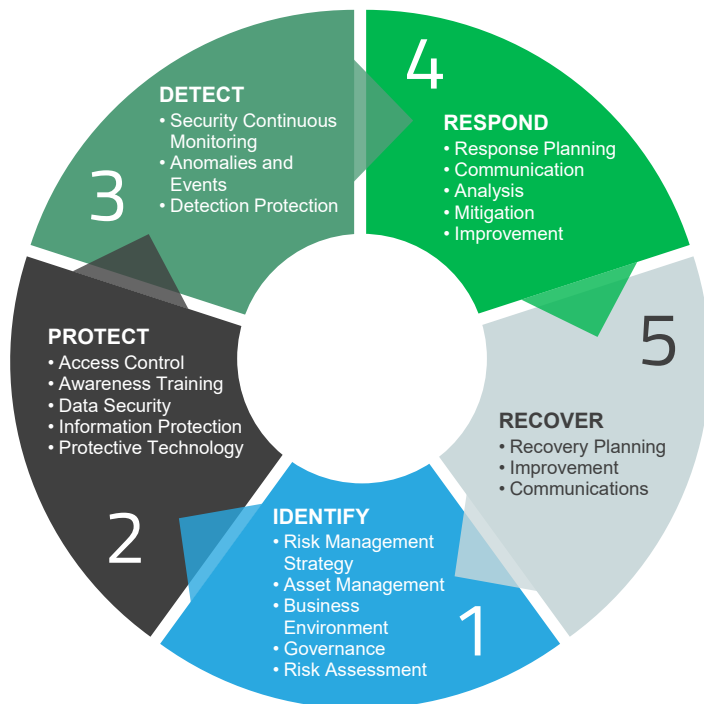 4
DETECT
• Security Continuous
Monitoring
• Anomalies and
Events
• Detection Protection
3
RESPOND
• Response Planning
• Communication
• Analysis
• Mitigation
• Improvement
PROTECT
• Access Control
• Awareness Training
• Data Security
• Information Protection
• Protective Technology
2
5
RECOVER
• Recovery Planning
• Improvement
• Communications
IDENTIFY
• Risk Management
Strategy
• Asset Management
• Business
Environment
• Governance
• Risk Assessment
1